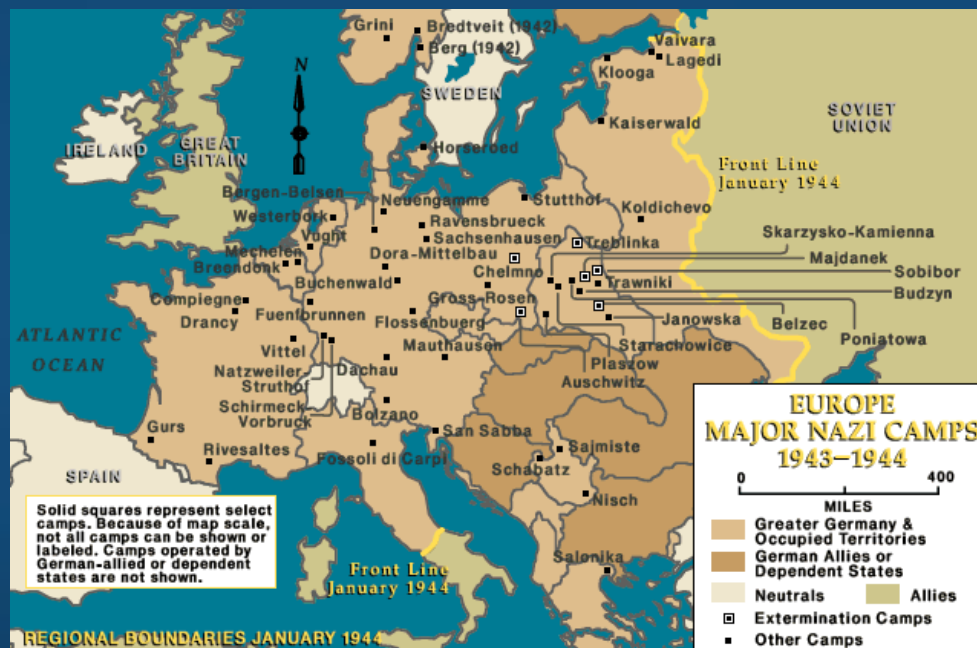 Grini
Bredtveit (1942)
Berg (1942)
Vaivara
Lagedi
Klooga
N
SWEDEN
SOVIET
UNION
Kaiserwald
IRELAND
GREAT
BRITAIN
Horseroed
Front Line
January 1944
Bergen-Belsen
Neuengamme
Stutthof
Koldichevo
Westerbork
Ravensbrueck
Vught
Sachsenhausen
Treblinka
Skarzysko-Kamienna
Mechelen
Dora-Mittelbau
Majdanek
Breendonk
Chelmno
Sobibor
Buchenwald
Trawniki
Budzyn
Compiegne
Gross-Rosen
Drancy
Fuenfbrunnen
Flossenbuerg
Janowska
Belzec
ATLANTIC
OCEAN
Starachowice
Poniatowa
Vittel
Mauthausen
Plaszow
Natzweiler-
Struthof
Dachau
Auschwitz
Schirmeck-
Vorbruck
Bolzano
Gurs
San Sabba
Rivesaltes
Fossoli di Carpi
Sajmiste
Schabatz
SPAIN
Nisch
Salonika
Solid squares represent select
camps. Because of map scale,
not all camps can be shown or
labeled. Camps operated by
German-allied or dependent
states are not shown.
Front Line
January 1944
REGIONAL BOUNDARIES JANUARY 1944
EUROPE
MAJOR NAZI CAMPS
1943–1944
0 400
MILES
Greater Germany &
Occupied Territories
German Allies or
Dependent States
Neutrals Allies
Extermination Camps
Other Camps